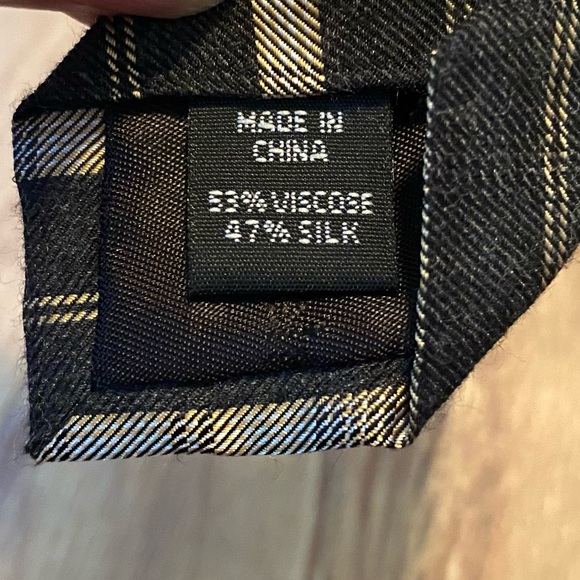 MADE IN
CHINA
53% VISCOSE
47% SILK